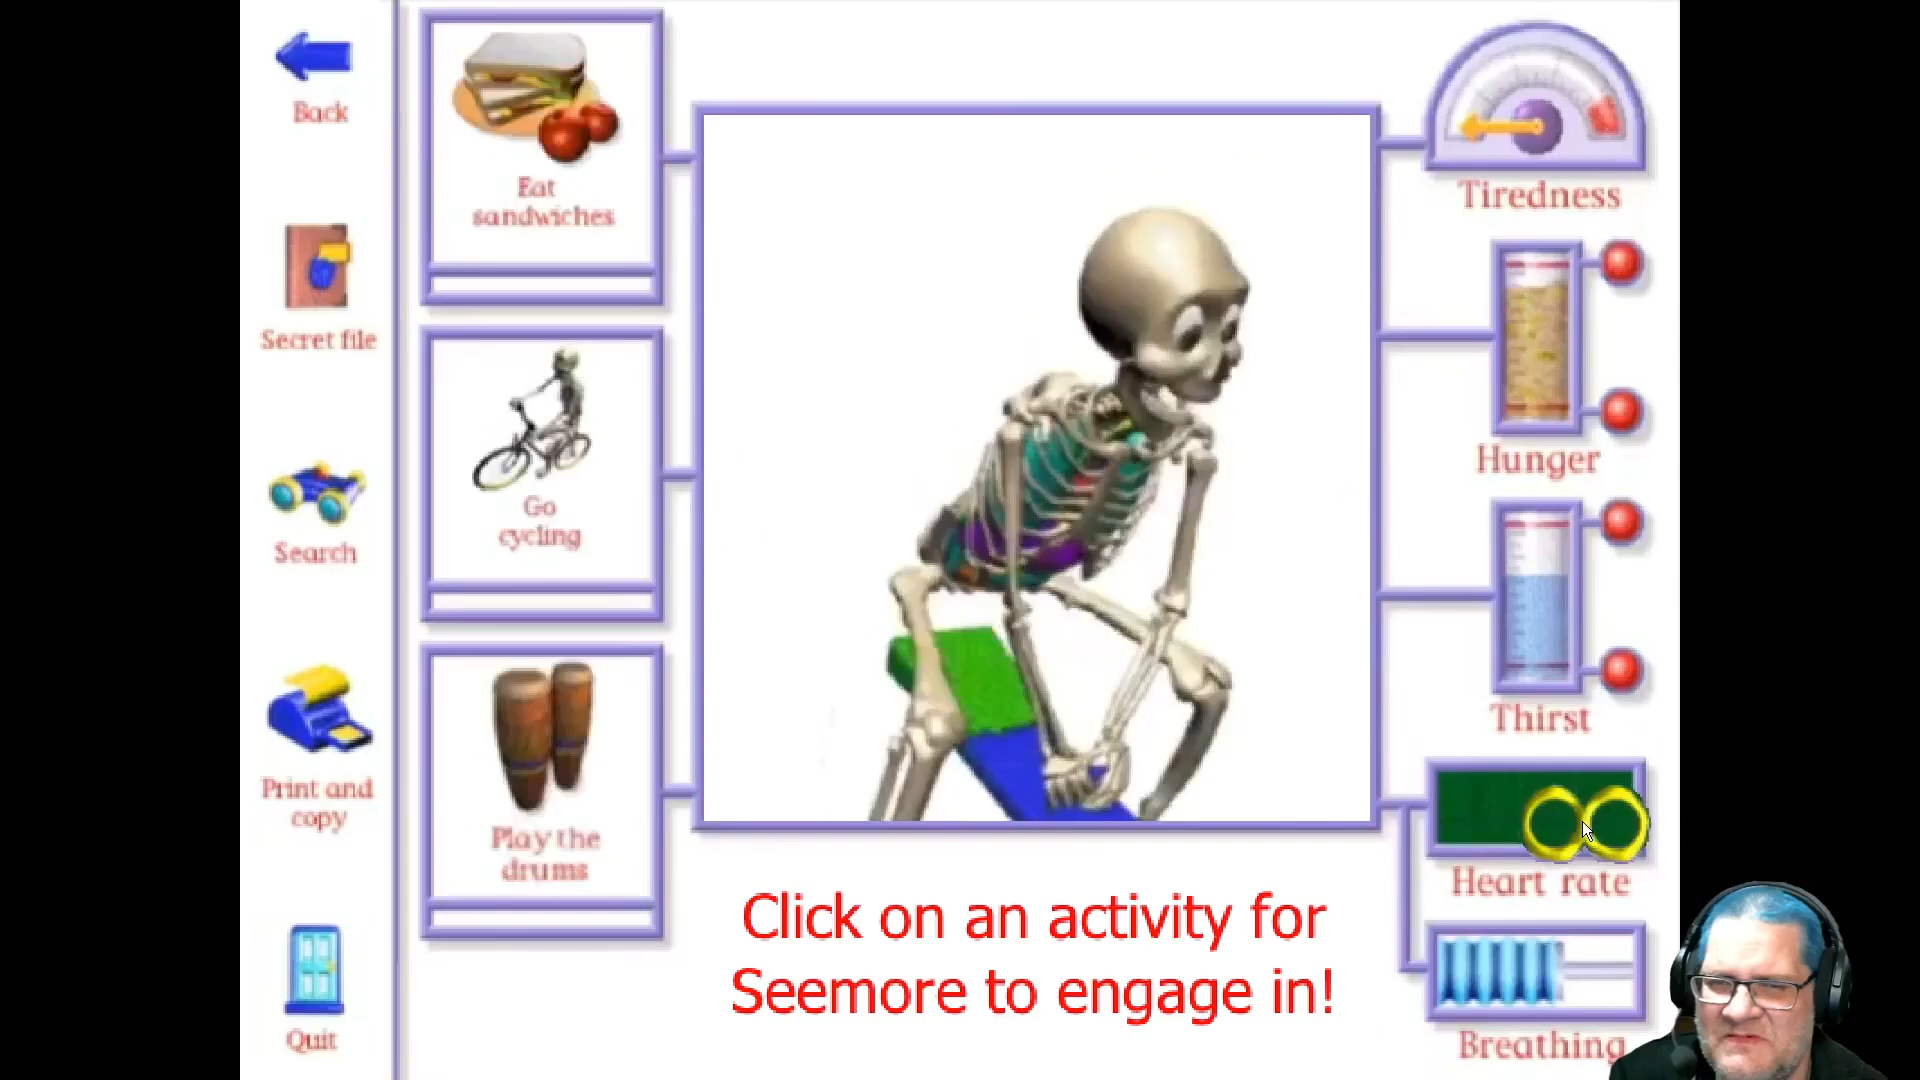 Back
Secret file
Search
Print and
copy
Quit
Eat
sandwiches
Go
cycling
Play the
drums
Click on an activity for
Seemore to engage in!
Tiredness
Hunger
Thirst
Heart rate
Breathing